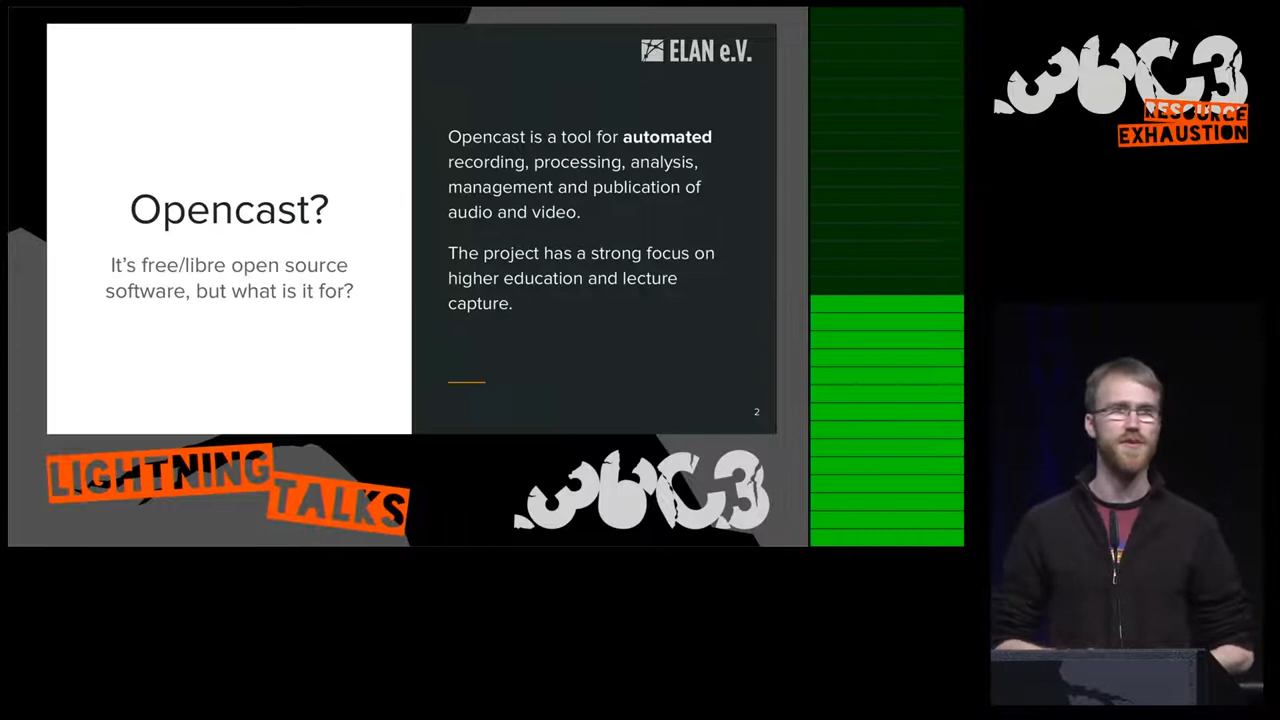 Opencast?
It's free/libre open source
software, but what is it for?
ELAN e.V.
Opencast is a tool for automated
recording, processing, analysis,
management and publication of
audio and video.
The project has a strong focus on
higher education and lecture
capture.
2
LIGHTNING
TALKS
36C3
36C3
RESOURCE
EXHAUSTION